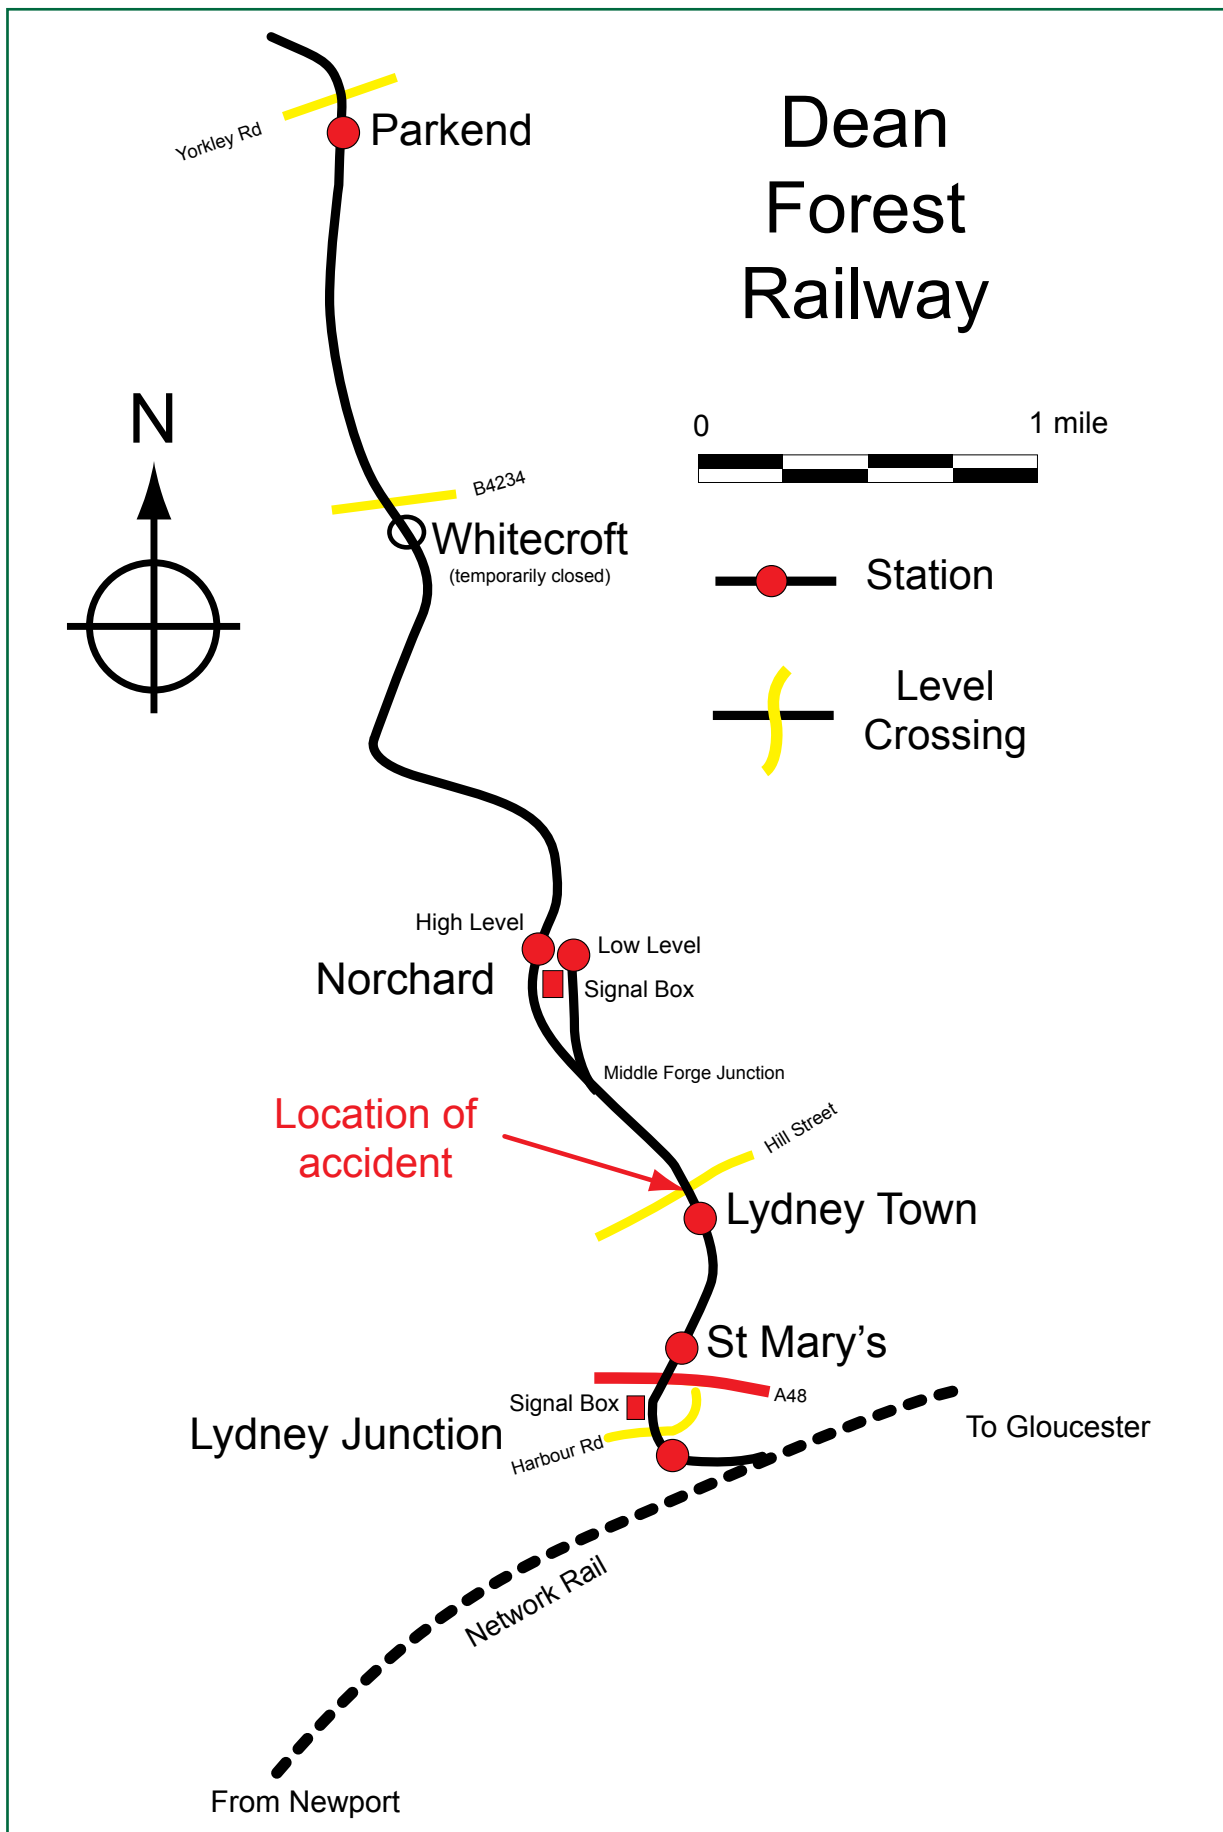 Dean
Forest
Railway
Yorkley Rd
Parkend
N
0
1 mile
B4234
Whitecroft
(temporarily closed)
Station
Level
Crossing
High Level
Low Level
Norchard
Signal Box
Middle Forge Junction
Location of
accident
Hill Street
Lydney Town
St Mary's
A48
Signal Box
Lydney Junction
Harbour Rd
To Gloucester
Network Rail
From Newport